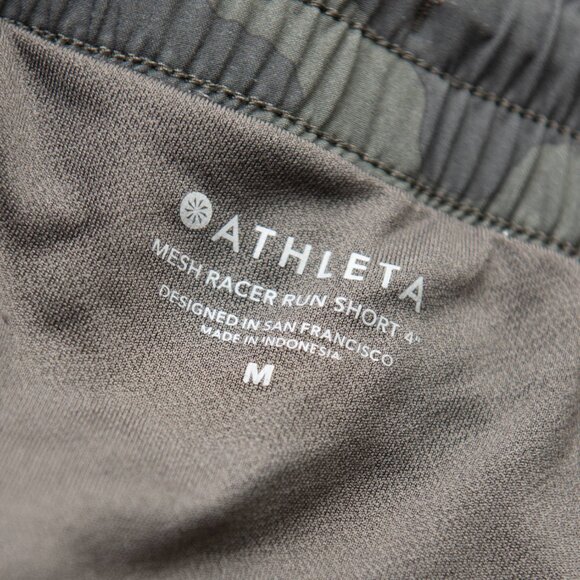 ATHLETA
MESH RACER RUN SHORT 4"
DESIGNED IN SAN FRANCISCO
MADE IN INDONESIA
M